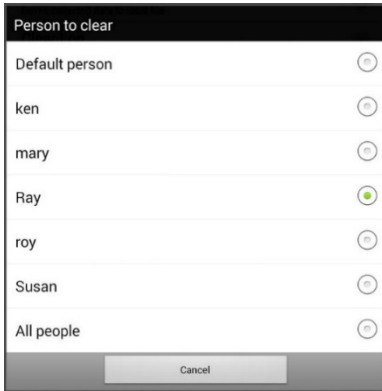 Person to clear
Default person
ken
mary
Ray
roy
Susan
All people
Cancel